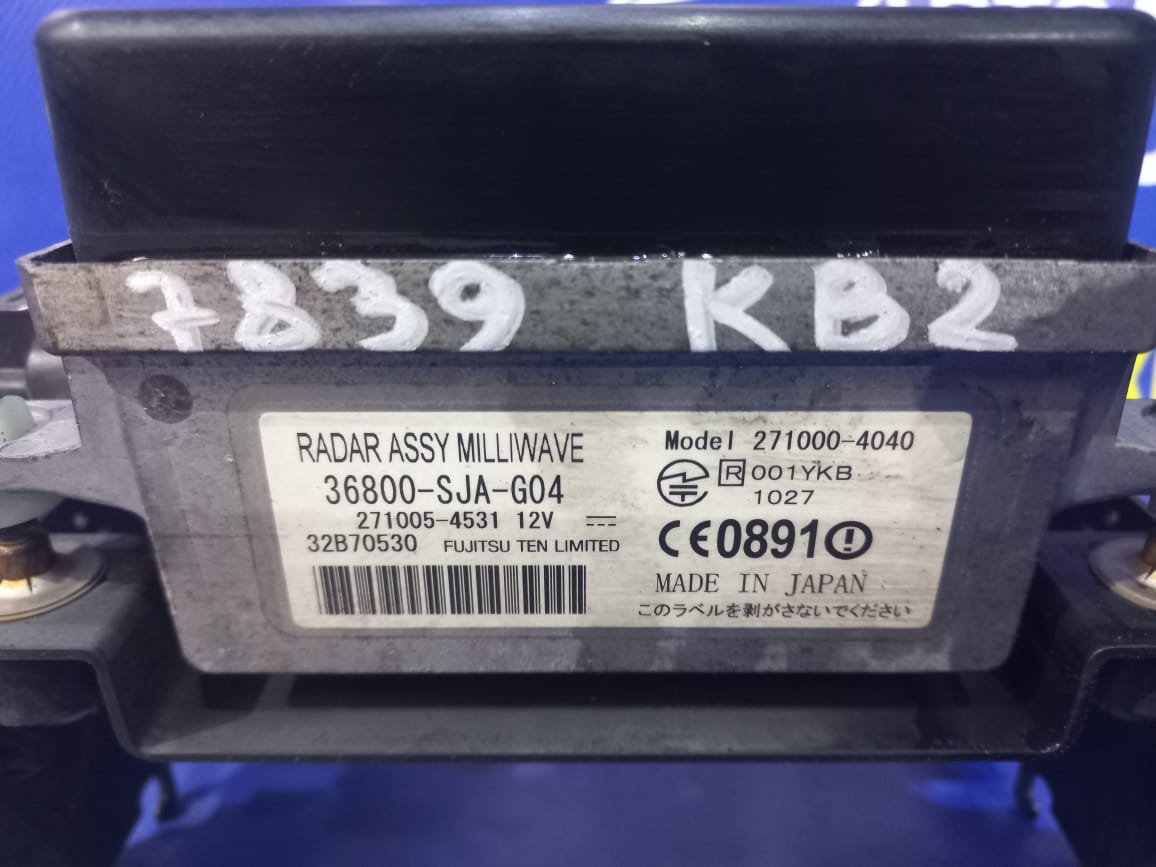 7839 KB2
RADAR ASSY MILLIWAVE
36800-SJA-G04
271005-4531 12V
32B70530 FUJITSU TEN LIMITED
Model 271000-4040
R 001YKB
1027
CE0891
MADE IN JAPAN
このラベルを剥がさないでください